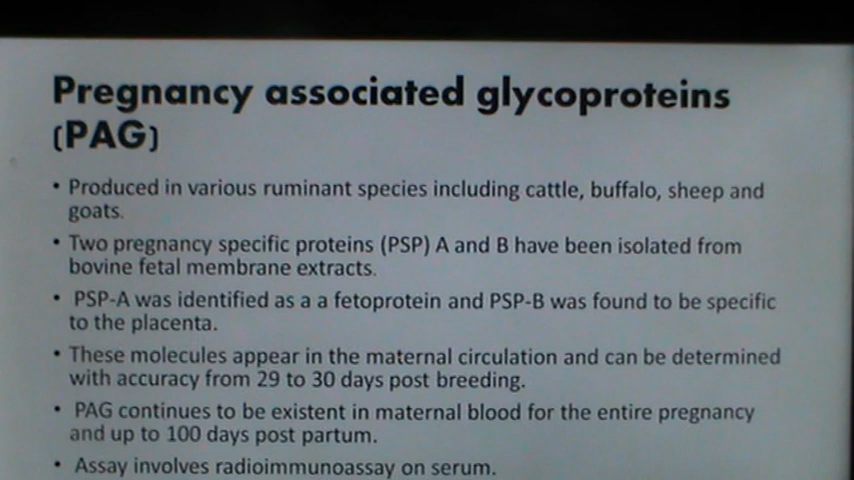 Pregnancy associated glycoproteins
(PAG)
• Produced in various ruminant species including cattle, buffalo, sheep and
goats.
• Two pregnancy specific proteins (PSP) A and B have been isolated from
bovine fetal membrane extracts.
• PSP-A was identified as a a fetoprotein and PSP-B was found to be specific
to the placenta.
• These molecules appear in the maternal circulation and can be determined
with accuracy from 29 to 30 days post breeding.
• PAG continues to be existent in maternal blood for the entire pregnancy
and up to 100 days post partum.
• Assay involves radioimmunoassay on serum.